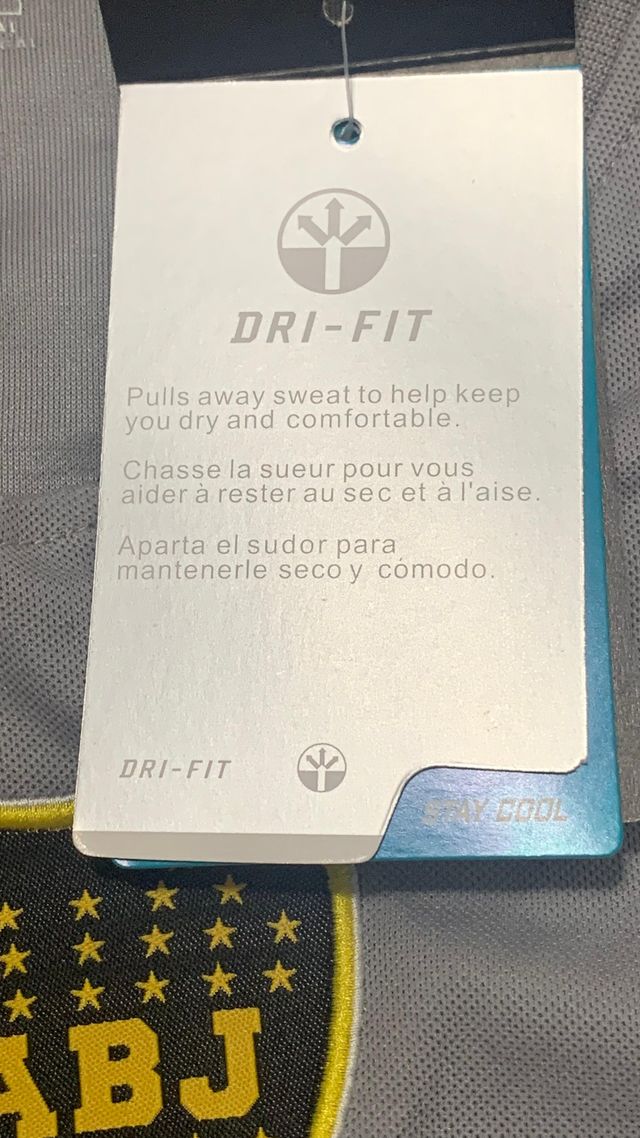 DRI-FIT
Pulls away sweat to help keep
you dry and comfortable.
Chasse la sueur pour vous
aider à rester au sec et à l'aise.
Aparta el sudor para
mantenerle seco y cómodo.
DRI-FIT
STAY COOL
ABJ